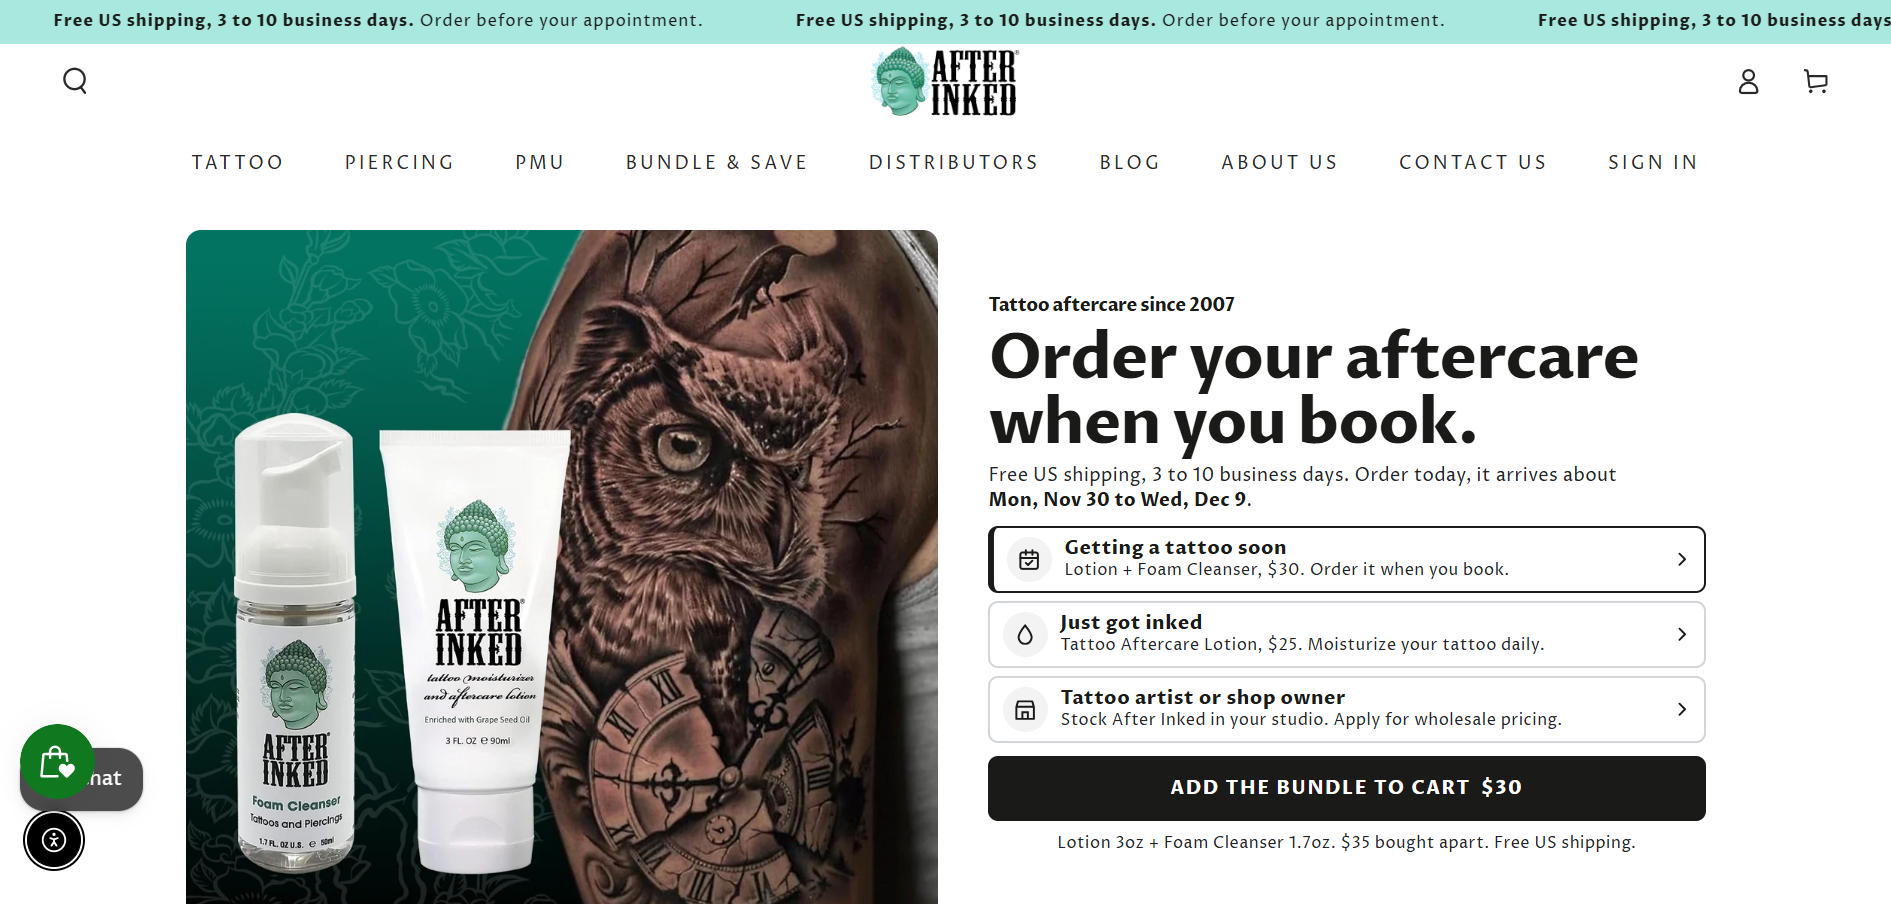 Free US shipping, 3 to 10 business days. Order before your appointment. Free US shipping, 3 to 10 business days. Order before your appointment. Free US shipping, 3 to 10 business days
AFTER
INKED
TATTOO PIERCING PMU BUNDLE & SAVE DISTRIBUTORS BLOG ABOUT US CONTACT US SIGN IN
Tattoo aftercare since 2007
Order your aftercare
when you book.
Free US shipping, 3 to 10 business days. Order today, it arrives about
Mon, Nov 30 to Wed, Dec 9.
Getting a tattoo soon
Lotion + Foam Cleanser, $30. Order it when you book.
Just got inked
Tattoo Aftercare Lotion, $25. Moisturize your tattoo daily.
Tattoo artist or shop owner
Stock After Inked in your studio. Apply for wholesale pricing.
ADD THE BUNDLE TO CART $30
Lotion 3oz + Foam Cleanser 1.7oz. $35 bought apart. Free US shipping.
AFTER
INKED
tattoo moisturizer
and aftercare lotion
Enriched with Grape Seed Oil
3 FL. OZ ℮ 90ml
AFTER
INKED
Foam Cleanser
Tattoos and Piercings
1.7 FL. OZ U.S. ℮ 50ml